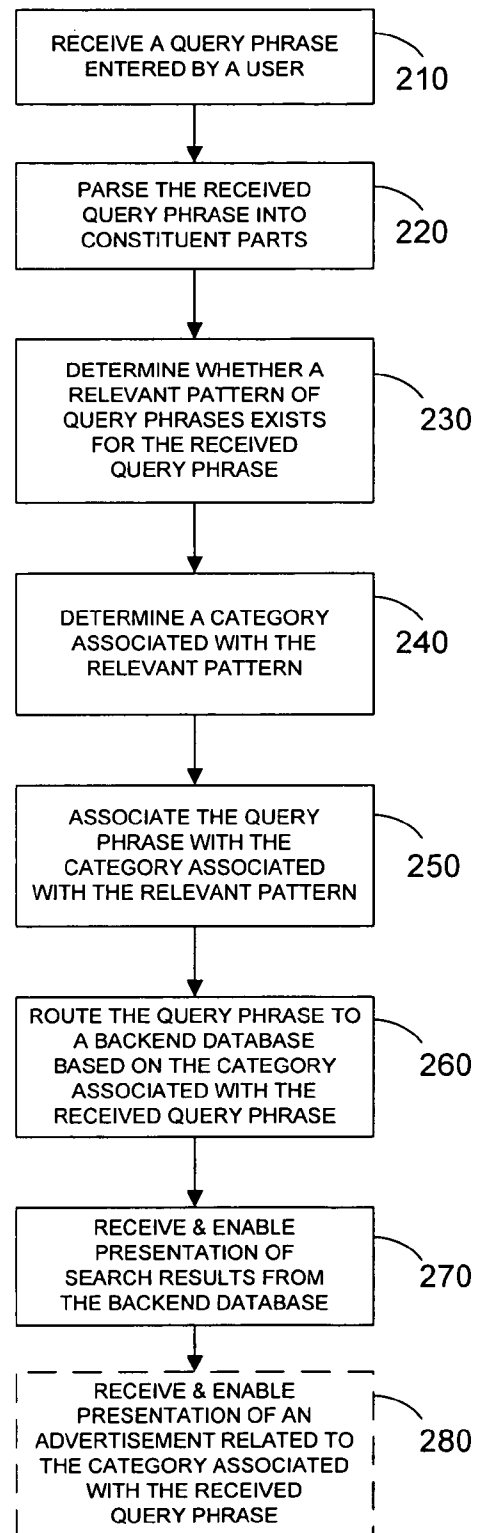 RECEIVE A QUERY PHRASE
ENTERED BY A USER
210
PARSE THE RECEIVED
QUERY PHRASE INTO
CONSTITUENT PARTS
220
DETERMINE WHETHER A
RELEVANT PATTERN OF
QUERY PHRASES EXISTS
FOR THE RECEIVED
QUERY PHRASE
230
DETERMINE A CATEGORY
ASSOCIATED WITH THE
RELEVANT PATTERN
240
ASSOCIATE THE QUERY
PHRASE WITH THE
CATEGORY ASSOCIATED
WITH THE RELEVANT PATTERN
250
ROUTE THE QUERY PHRASE TO
A BACKEND DATABASE
BASED ON THE CATEGORY
ASSOCIATED WITH THE
RECEIVED QUERY PHRASE
260
RECEIVE & ENABLE
PRESENTATION OF
SEARCH RESULTS FROM
THE BACKEND DATABASE
270
RECEIVE & ENABLE
PRESENTATION OF AN
ADVERTISEMENT RELATED TO
THE CATEGORY ASSOCIATED
WITH THE RECEIVED
QUERY PHRASE
280